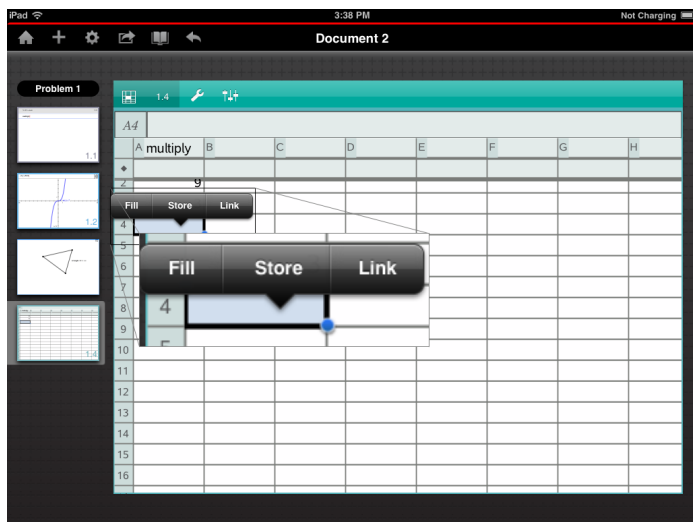 iPad 3:38 PM Not Charging
Document 2
Problem 1
1.1
1.2
1.4
1.4
A4
A multiply B C D E F G H
2 9
Fill Store Link
4
5
6
7
8
9
10
11
12
13
14
15
16
Fill Store Link
4